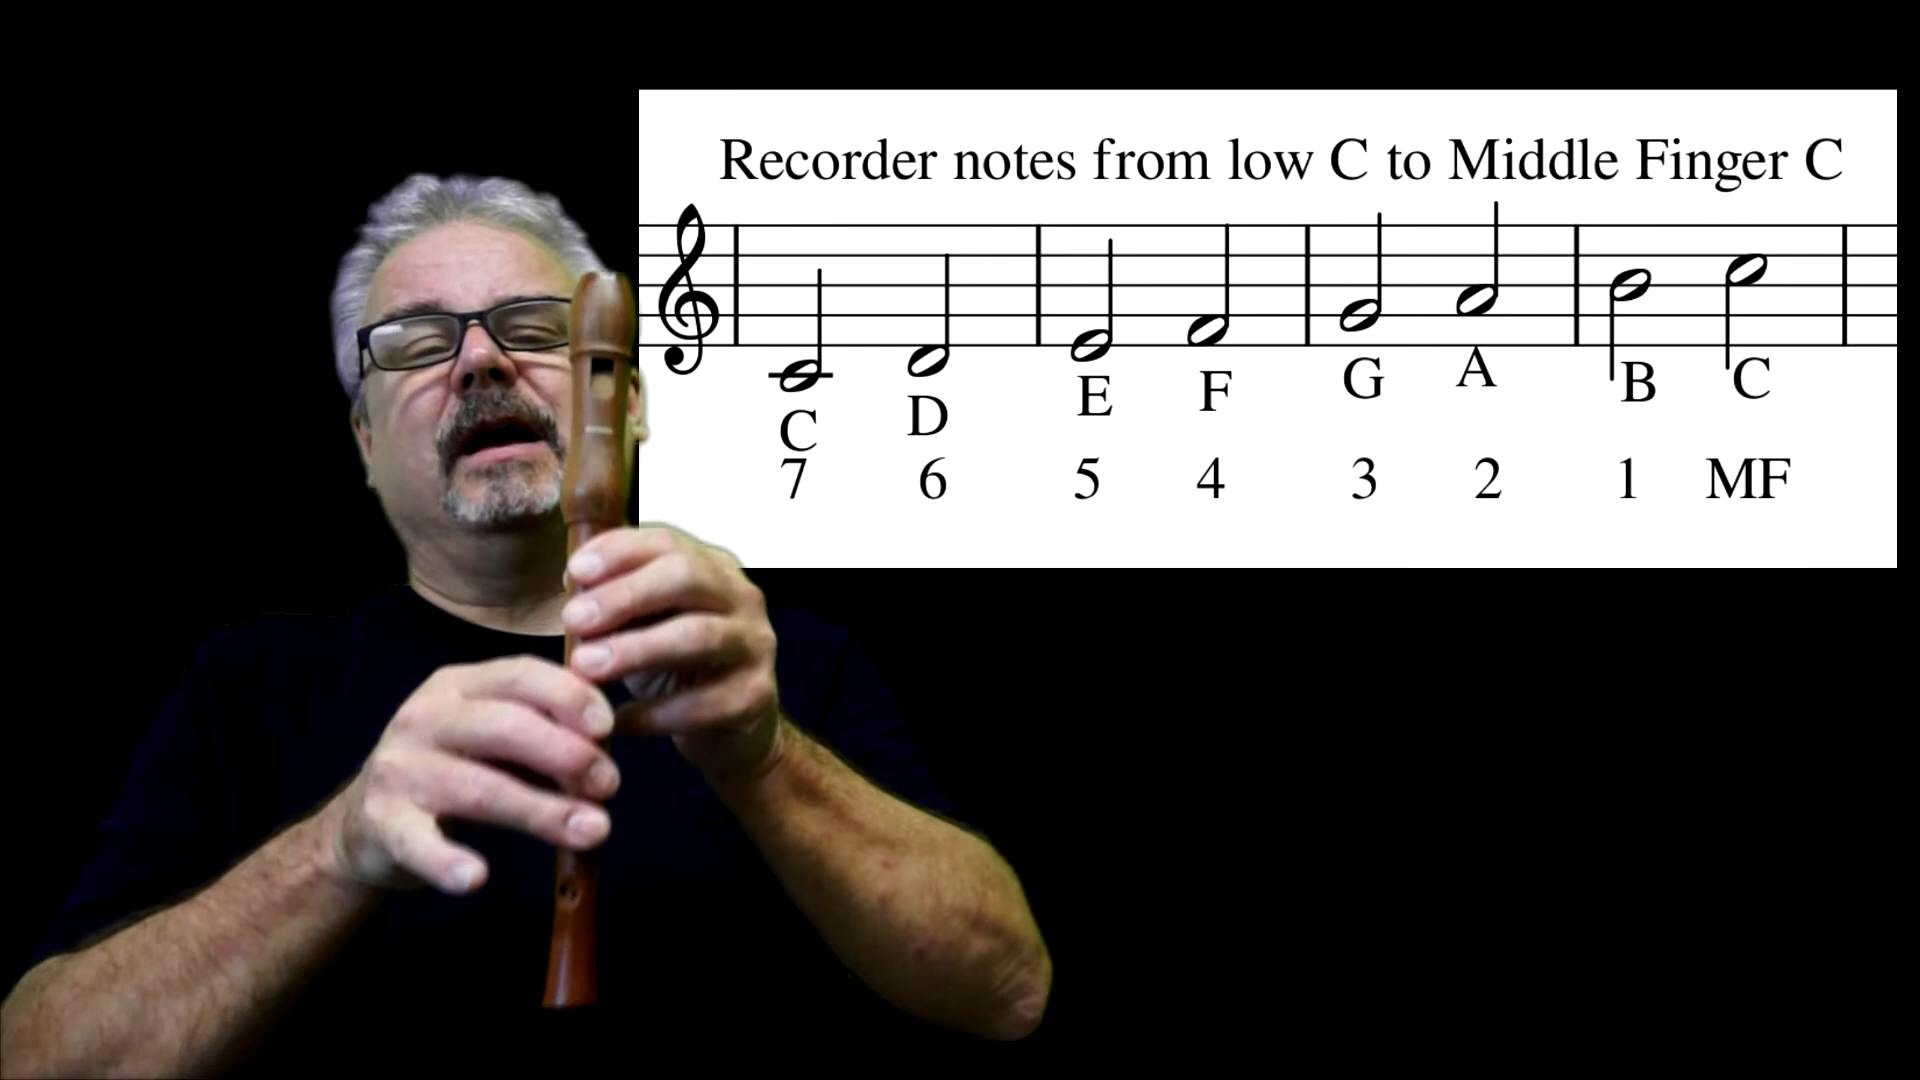 Recorder notes from low C to Middle Finger C
C D E F G A B C
7 6 5 4 3 2 1 MF